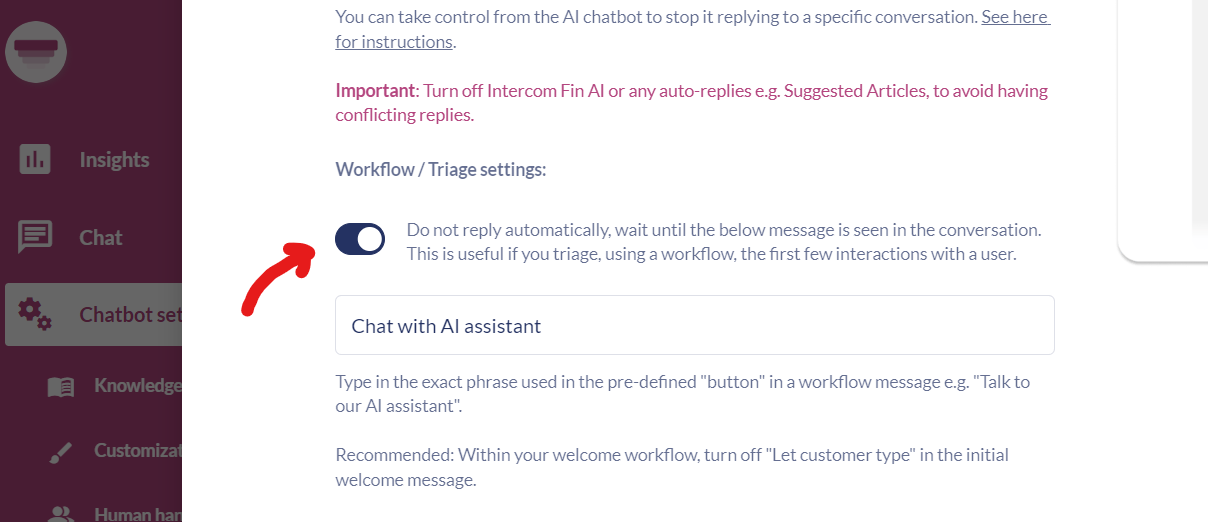 You can take control from the AI chatbot to stop it replying to a specific conversation. See here
for instructions.
Important: Turn off Intercom Fin AI or any auto-replies e.g. Suggested Articles, to avoid having
conflicting replies.
Insights
Workflow / Triage settings:
Chat
Do not reply automatically, wait until the below message is seen in the conversation.
This is useful if you triage, using a workflow, the first few interactions with a user.
Chatbot set
Chat with AI assistant
Knowledge
Type in the exact phrase used in the pre-defined "button" in a workflow message e.g. "Talk to
our AI assistant".
Customizat
Recommended: Within your welcome workflow, turn off "Let customer type" in the initial
welcome message.
Human han